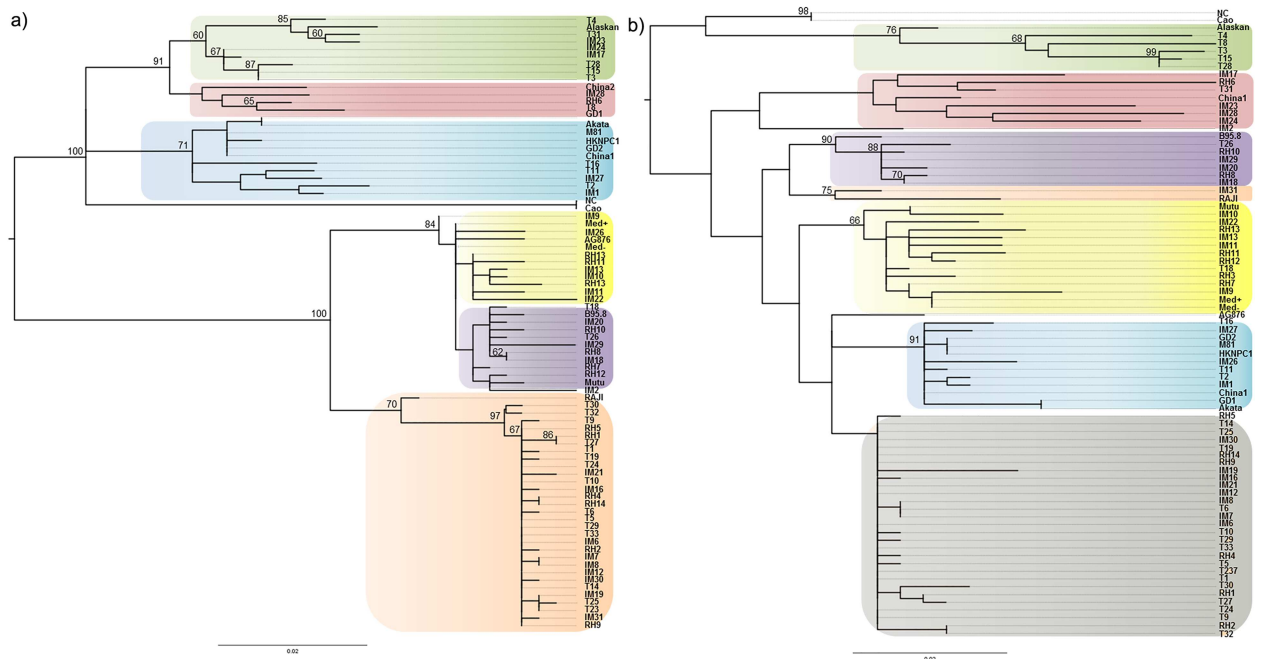 a)
T4
Alaskan
T31
IM23
IM24
IM17
T28
T15
T3
China2
IM28
RH6
T8
GD1
Akata
M81
HKNPC1
GD2
China1
T16
T11
IM27
T2
IM1
NC
Cao
IM9
Med+
IM26
AG876
Med-
RH13
RH11
IM13
IM10
RH13
IM11
IM22
T18
B95.8
IM20
RH10
T26
IM29
RH8
IM18
RH7
RH12
Mutu
IM2
RAJI
T30
T32
T9
RH5
RH1
T27
T1
T19
T24
IM21
T10
IM16
RH4
RH14
T6
T5
T29
T33
IM6
RH2
IM7
IM8
IM12
IM30
T14
IM19
T25
T23
IM31
RH9
85
60
60
67
87
91
65
100
71
84
100
62
70
97
67
86
0.02
b)
NC
Cao
Alaskan
T4
T8
T3
T15
T28
IM17
RH6
T31
China1
IM23
IM28
IM24
IM2
B95.8
T26
RH10
IM29
IM20
RH8
IM18
IM31
RAJI
Mutu
IM10
IM22
RH13
IM13
IM11
RH11
RH12
T18
RH3
RH7
IM9
Med+
Med-
AG876
T16
IM27
GD2
M81
HKNPC1
IM26
T11
T2
IM1
China1
GD1
Akata
RH5
T14
T25
IM30
T19
RH14
RH9
IM19
IM16
IM21
IM12
IM8
T6
IM7
IM6
T10
T29
T33
RH4
T5
T237
T1
T30
RH1
T27
T24
T9
RH2
T32
98
76
68
99
90
88
70
75
66
91